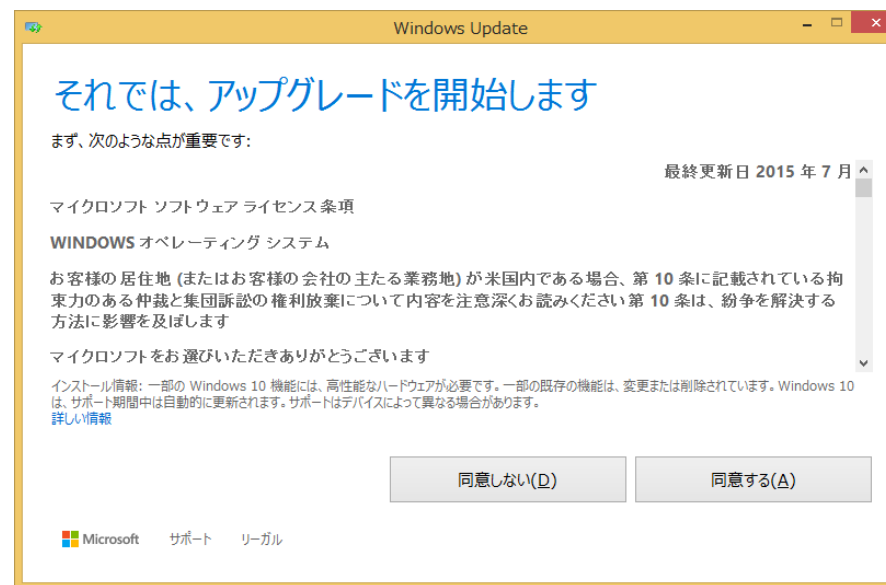 Windows Update
それでは、アップグレードを開始します
まず、次のような点が重要です:
最終更新日 2015 年 7 月
マイクロソフト ソフトウェア ライセンス条項
WINDOWS オペレーティング システム
お客様の居住地 (またはお客様の会社の主たる業務地) が米国内である場合、第 10 条に記載されている拘
束力のある仲裁と集団訴訟の権利放棄について内容を注意深くお読みください 第 10 条は、紛争を解決する
方法に影響を及ぼします
マイクロソフトをお選びいただきありがとうございます
インストール情報: 一部の Windows 10 機能には、高性能なハードウェアが必要です。一部の既存の機能は、変更または削除されています。Windows 10
は、サポート期間中は自動的に更新されます。サポートはデバイスによって異なる場合があります。
詳しい情報
同意しない(D)
同意する(A)
Microsoft サポート リーガル